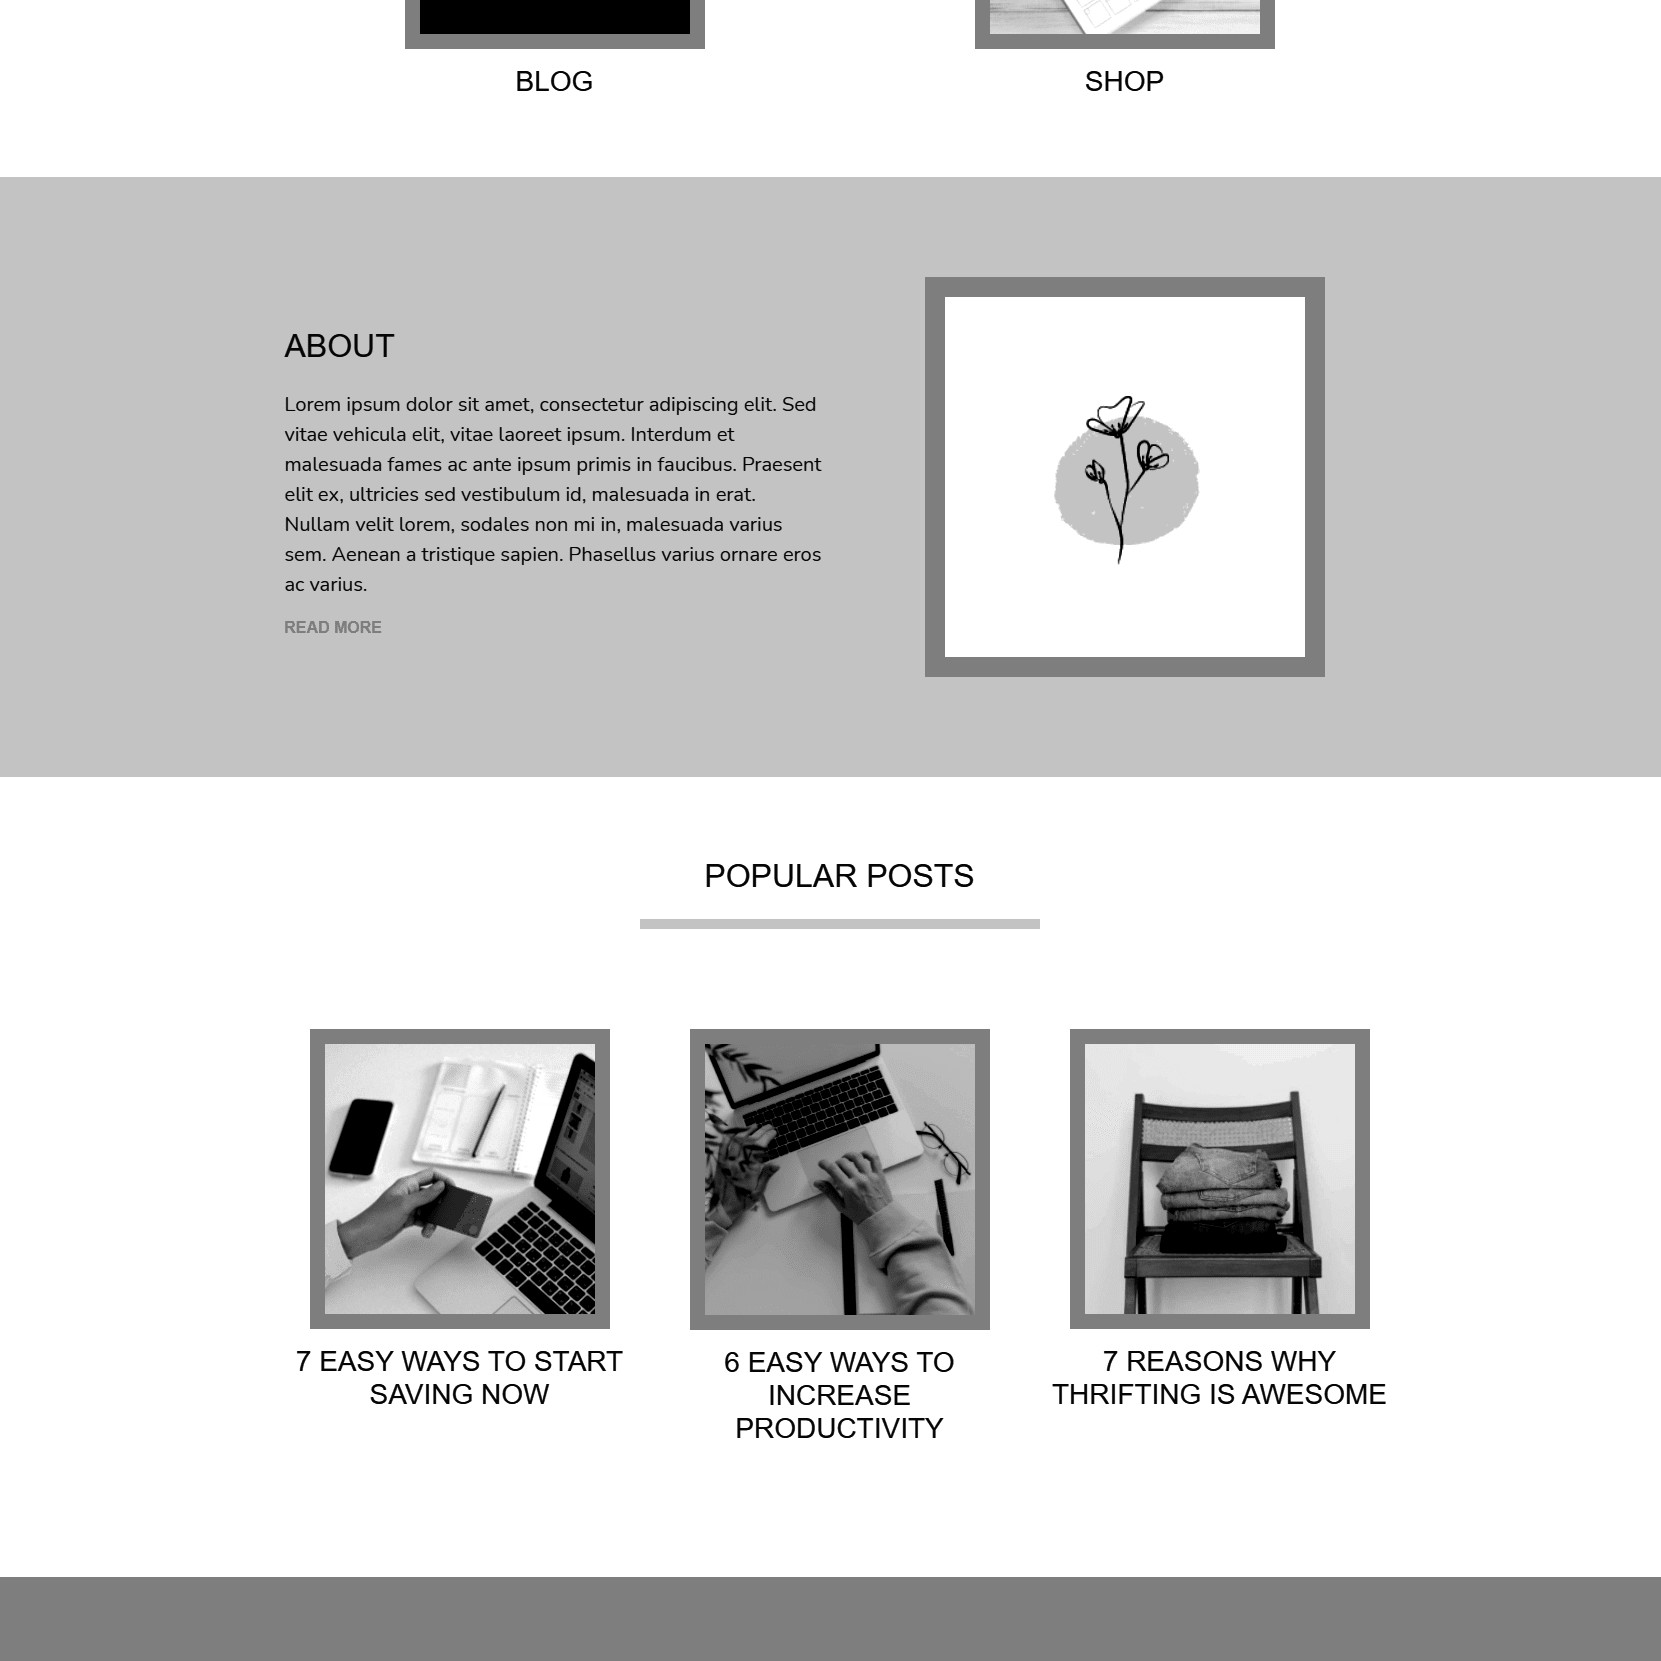 BLOG
SHOP
ABOUT
Lorem ipsum dolor sit amet, consectetur adipiscing elit. Sed
vitae vehicula elit, vitae laoreet ipsum. Interdum et
malesuada fames ac ante ipsum primis in faucibus. Praesent
elit ex, ultricies sed vestibulum id, malesuada in erat.
Nullam velit lorem, sodales non mi in, malesuada varius
sem. Aenean a tristique sapien. Phasellus varius ornare eros
ac varius.
READ MORE
POPULAR POSTS
7 EASY WAYS TO START
SAVING NOW
6 EASY WAYS TO
INCREASE
PRODUCTIVITY
7 REASONS WHY
THRIFTING IS AWESOME